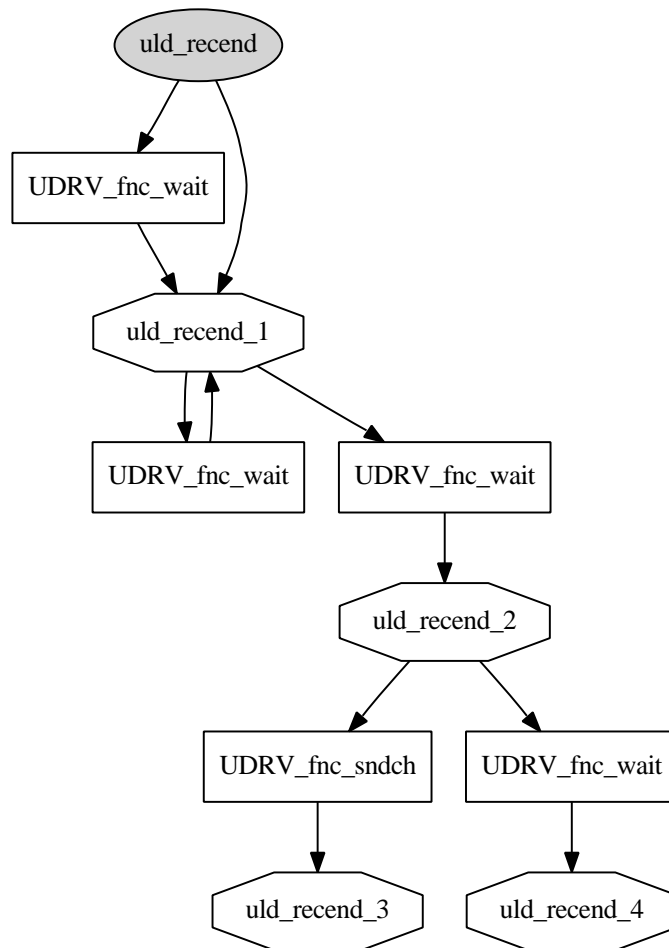 uld_recend
UDRV_fnc_wait
uld_recend_1
UDRV_fnc_wait
UDRV_fnc_wait
uld_recend_2
UDRV_fnc_sndch
UDRV_fnc_wait
uld_recend_3
uld_recend_4